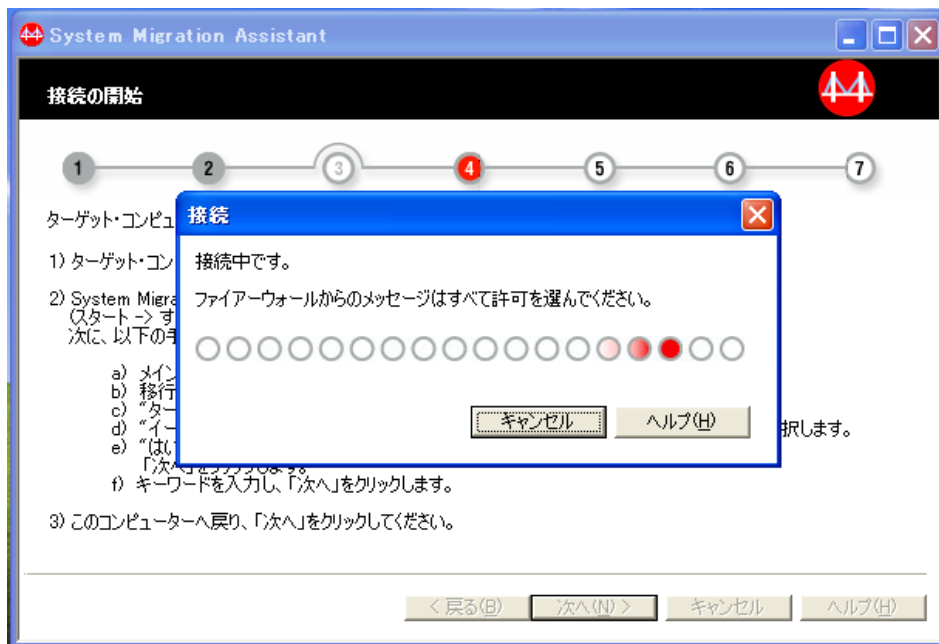 System Migration Assistant
接続の開始
1 2 3 4 5 6 7
ターゲット・コンピュ
1) ターゲット・コン
2) System Migra
(スタート -> す
次に、以下の手
a) メイン
b) 移行
c) "ター
d) "イー
択します。
e) "はい
「次へ」をクリックします。
f) キーワードを入力し、「次へ」をクリックします。
3) このコンピューターへ戻り、「次へ」をクリックしてください。
接続
接続中です。
ファイアーウォールからのメッセージはすべて許可を選んでください。
キャンセル
ヘルプ(H)
< 戻る(B)
次へ(N) >
キャンセル
ヘルプ(H)